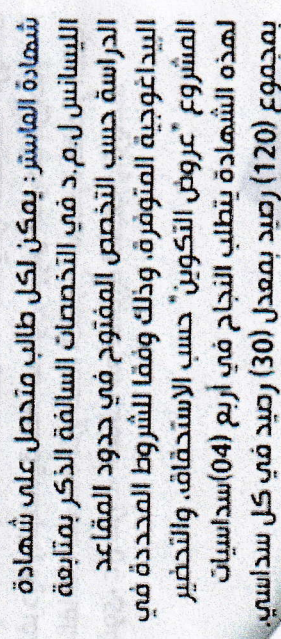 شهادة الماستر: يمكن لكل طالب متحصل على شهادة
الليسانس ل.م.د في التخصصات السالفة الذكر بمتابعة
الدراسة حسب التخصص المفتوح في حدود المقاعد
البيداغوجية المتوفرة، وذلك وفقا للشروط المحددة في
المشروع "عروض التكوين" حسب الإستحقاق، والتحضير
لهذه الشهادة يتطلب النجاح في أربع (04)سداسيات
بمجموع (120) رصيد بمعدل (30) رصيد في كل سداسي.